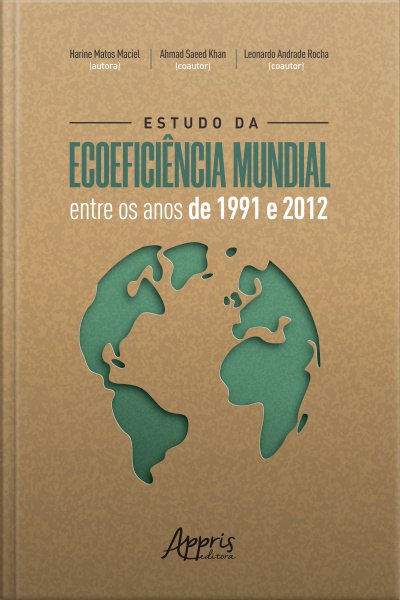 Harine Matos Maciel | Ahmad Saeed Khan | Leonardo Andrade Rocha
(autora) (coautor) (coautor)
ESTUDO DA
ECOEFICIÊNCIA MUNDIAL
entre os anos de 1991 e 2012
Appris
editora